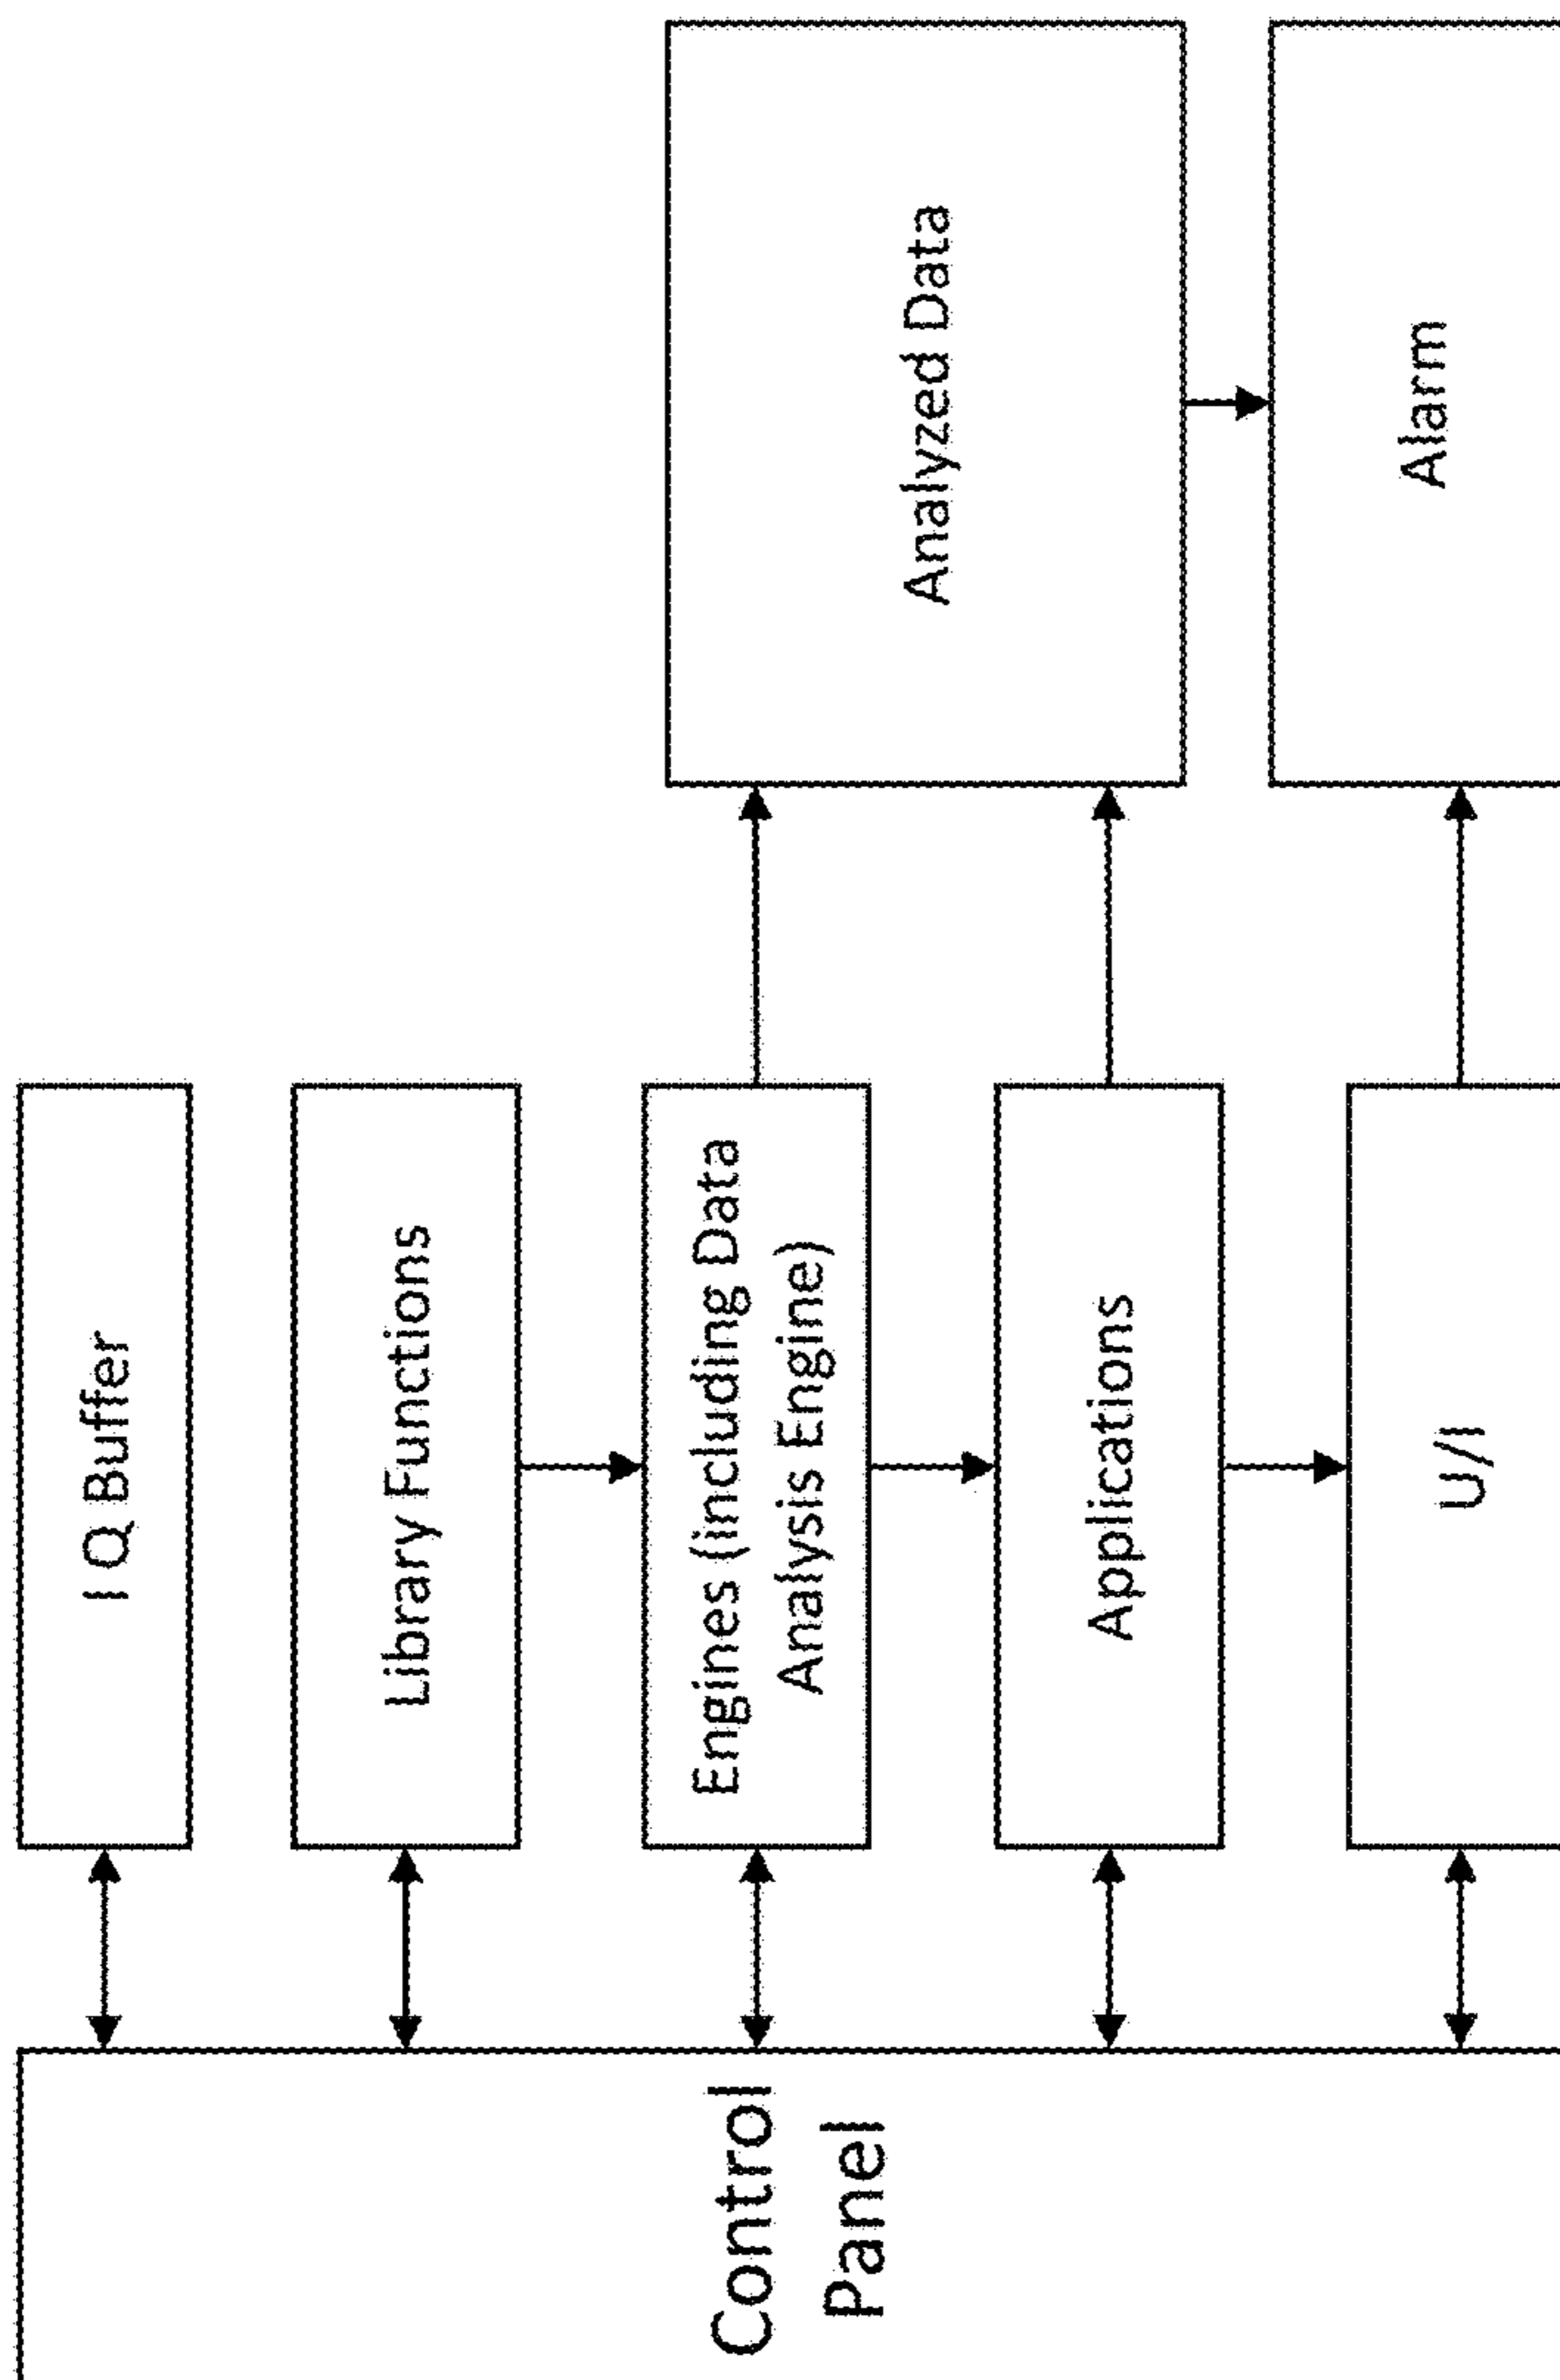 I Q Buffer
Library Functions
Engines (including Data
Analysis Engine)
Applications
U/I
Analyzed Data
Alarm
Control
Panel